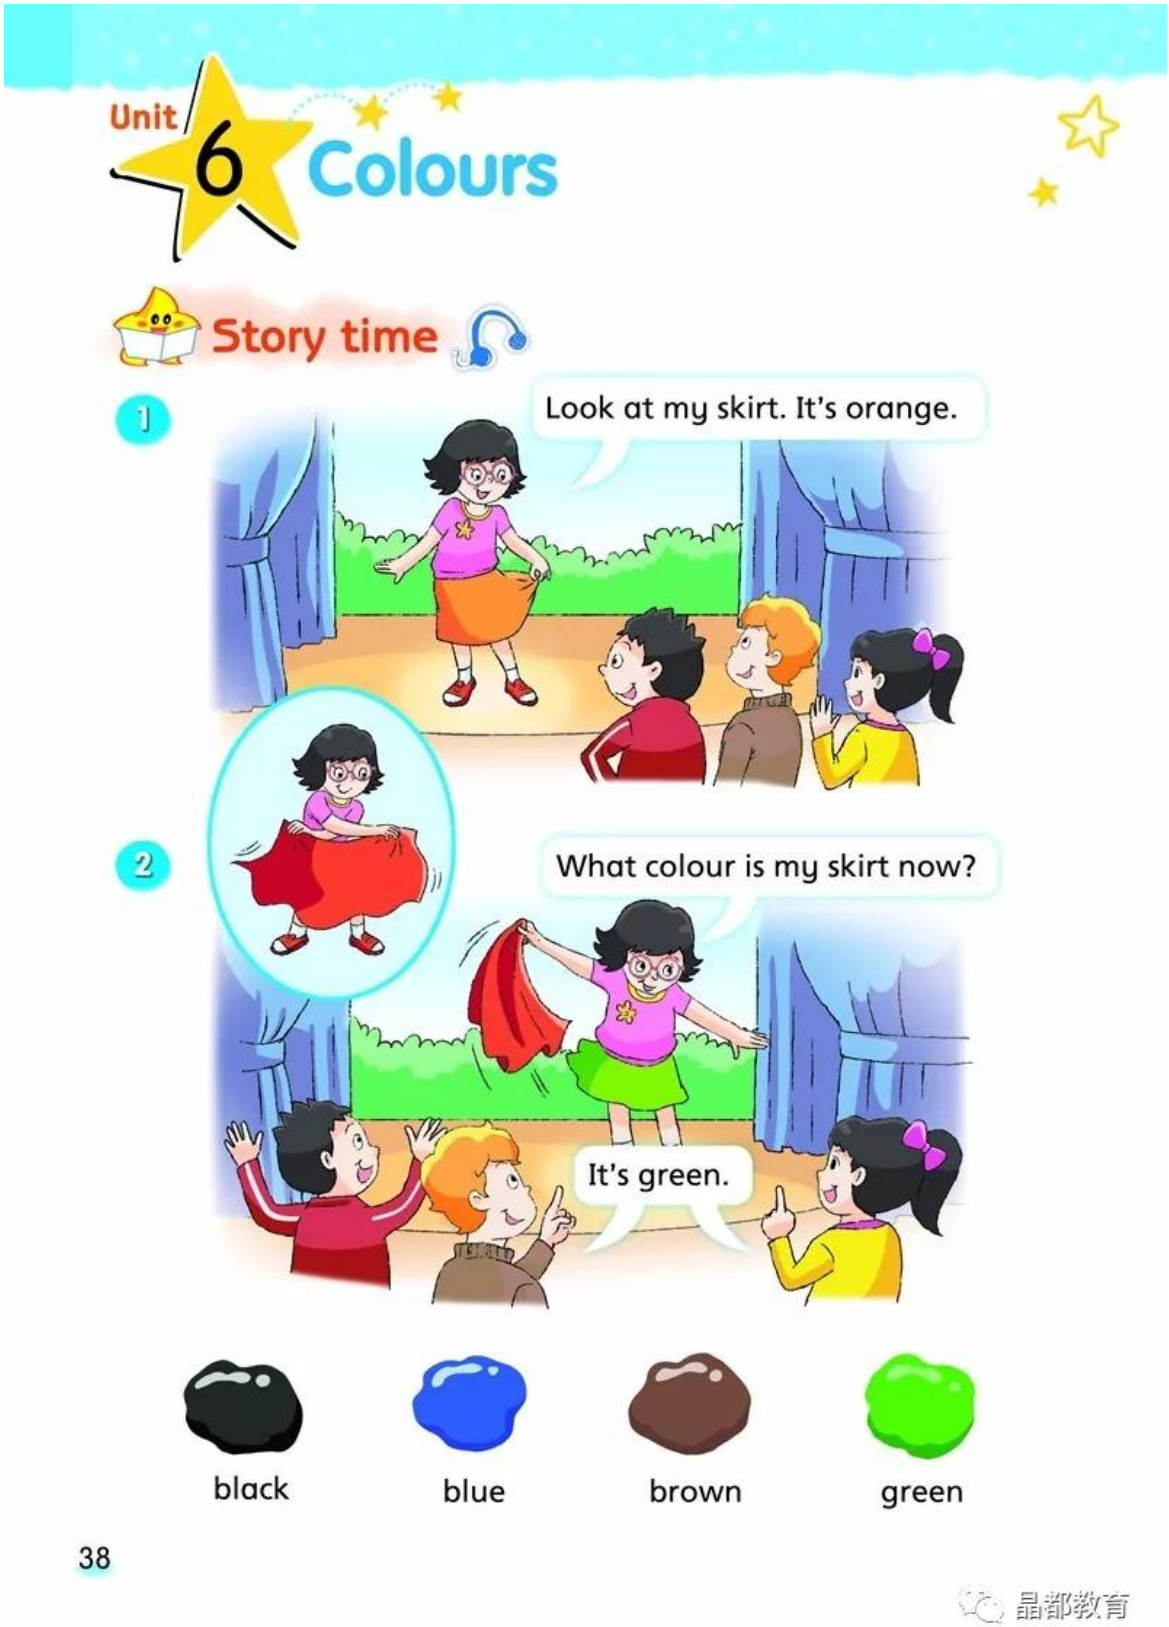 Unit
6 Colours
Story time
1
Look at my skirt. It's orange.
2
What colour is my skirt now?
It's green.
black blue brown green
38
晶都教育